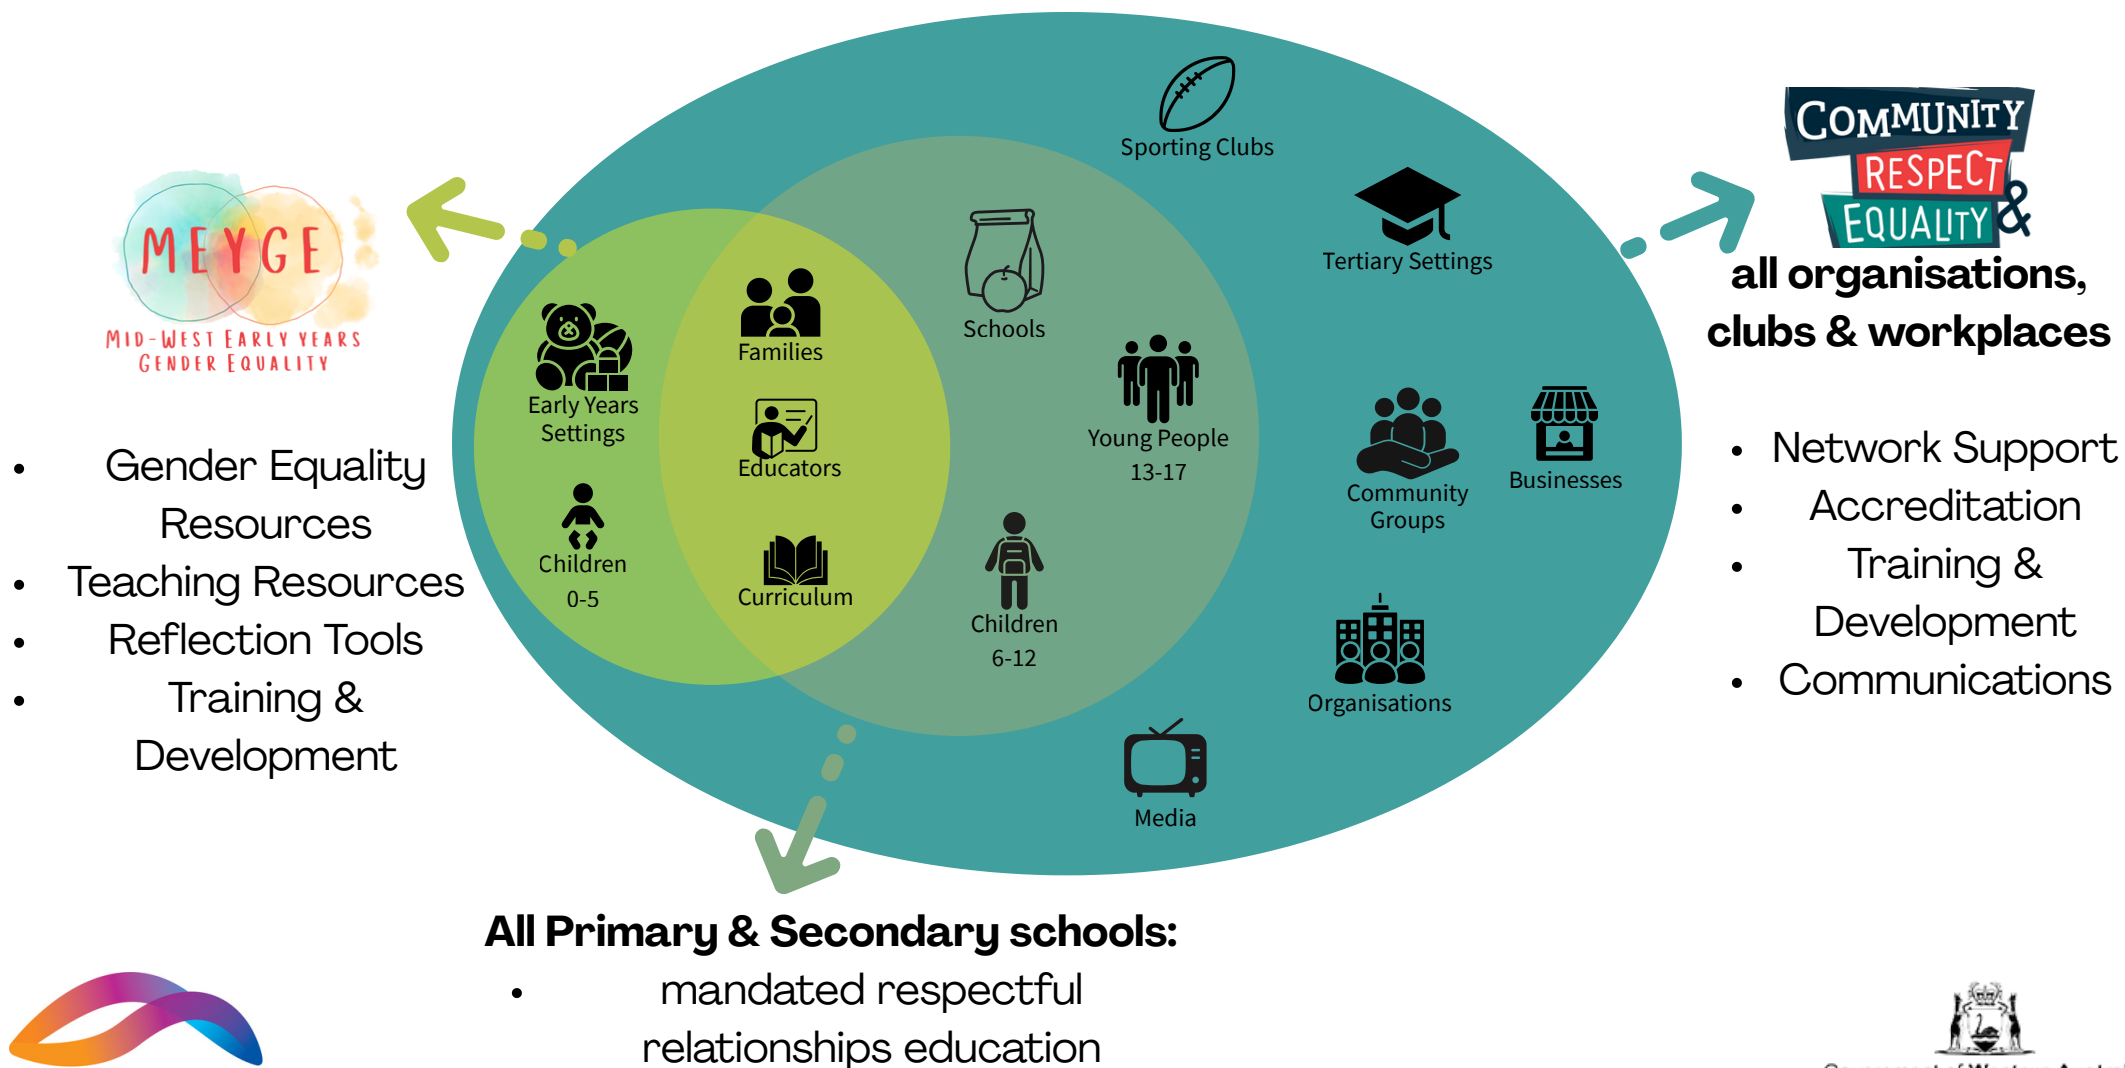 MEYGE
MID-WEST EARLY YEARS
GENDER EQUALITY
• Gender Equality
Resources
• Teaching Resources
• Reflection Tools
• Training &
Development
Early Years
Settings
Children
0-5
Families
Educators
Curriculum
Schools
Young People
13-17
Children
6-12
Sporting Clubs
Tertiary Settings
Community
Groups
Businesses
Organisations
Media
COMMUNITY
RESPECT
& EQUALITY
all organisations,
clubs & workplaces
• Network Support
• Accreditation
• Training &
Development
• Communications
All Primary & Secondary schools:
• mandated respectful
relationships education